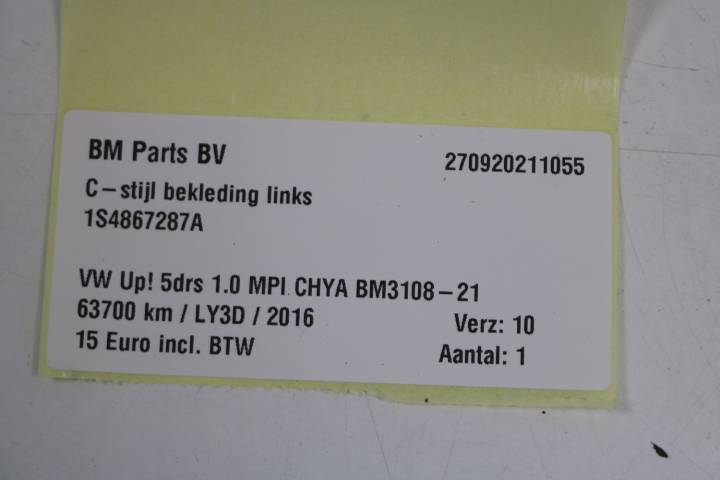 BM Parts BV 270920211055
C-stijl bekleding links
1S4867287A
VW Up! 5drs 1.0 MPI CHYA BM3108-21
63700 km / LY3D / 2016 Verz: 10
15 Euro incl. BTW Aantal: 1